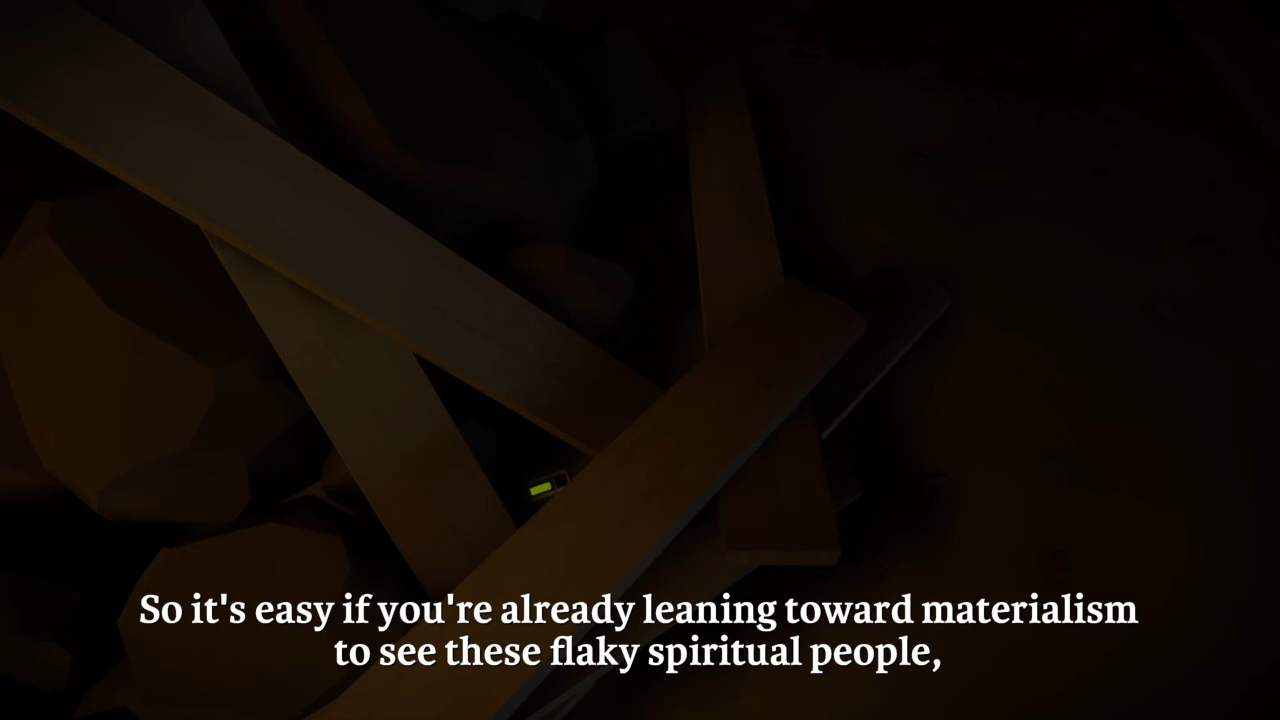 So it's easy if you're already leaning toward materialism
to see these flaky spiritual people,